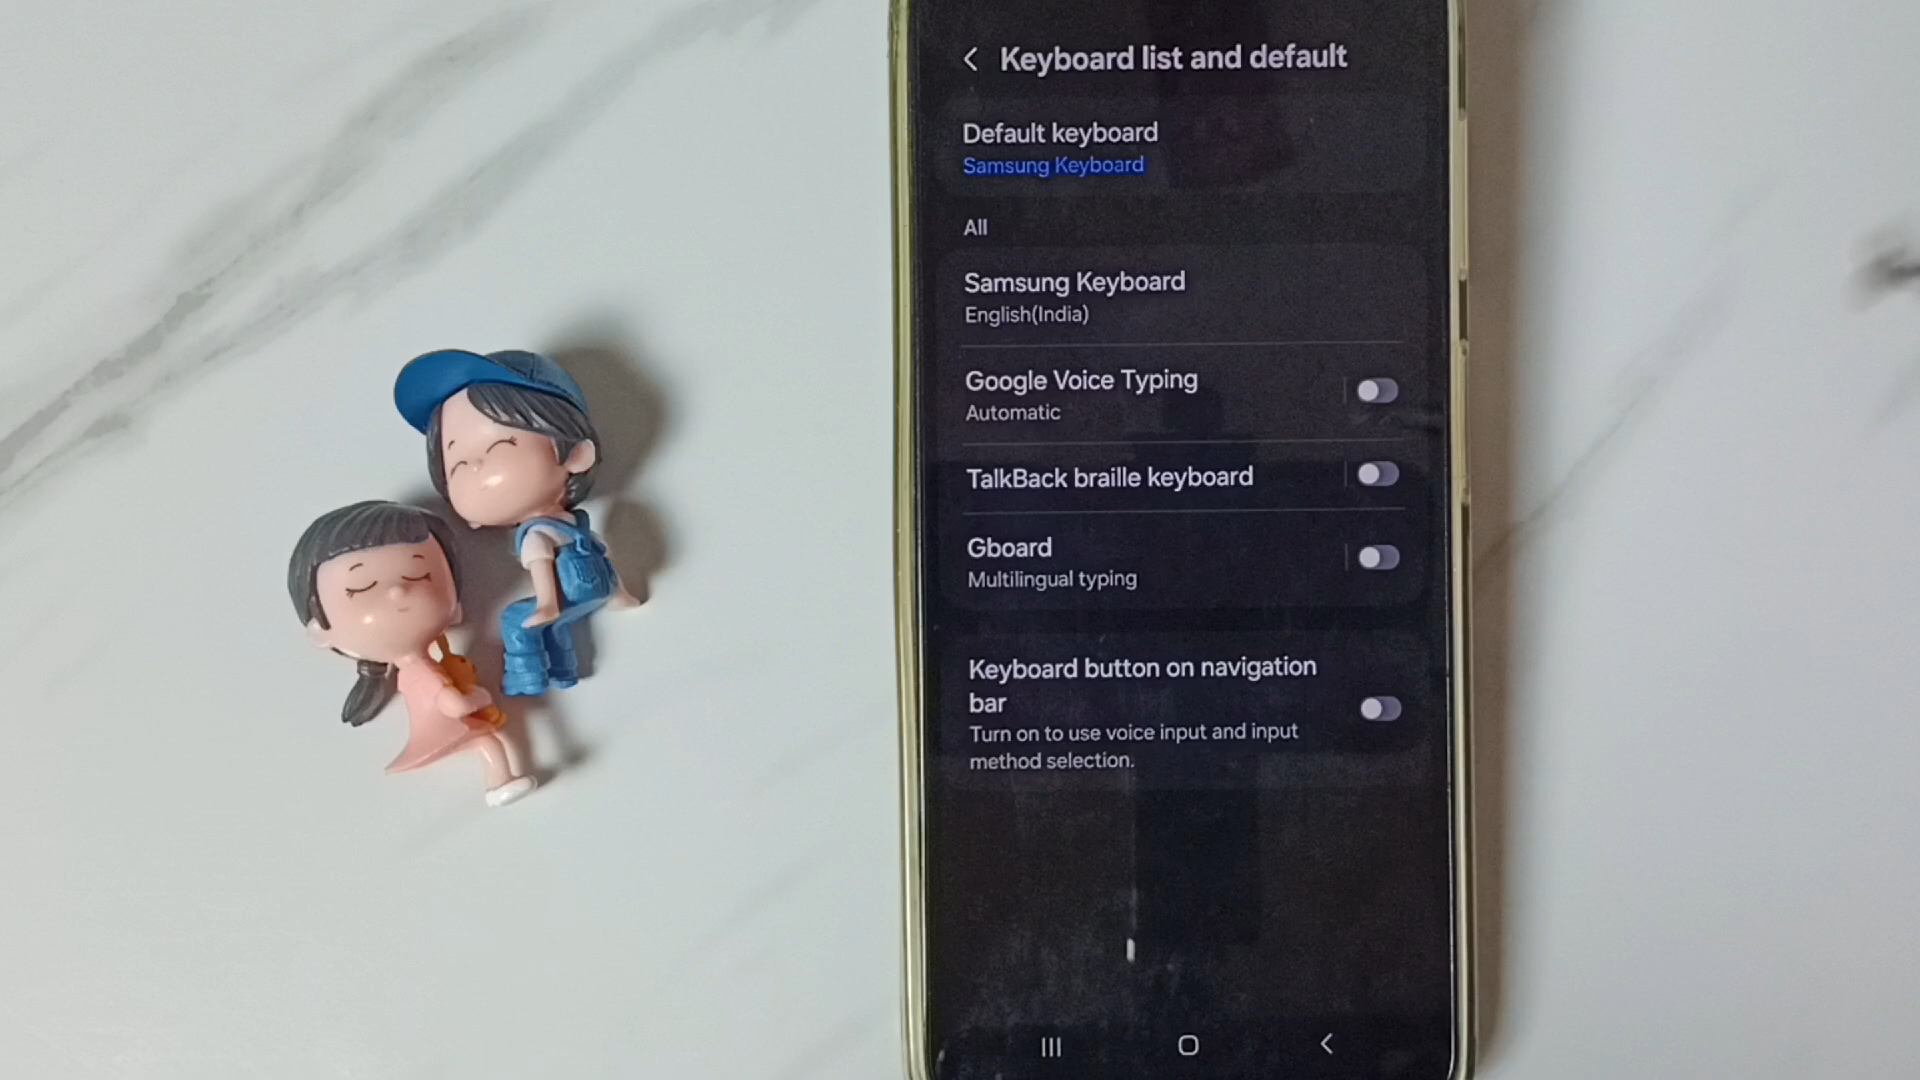 Keyboard list and default
Default keyboard
Samsung Keyboard
All
Samsung Keyboard
English(India)
Google Voice Typing
Automatic
TalkBack braille keyboard
Gboard
Multilingual typing
Keyboard button on navigation
bar
Turn on to use voice input and input
method selection.